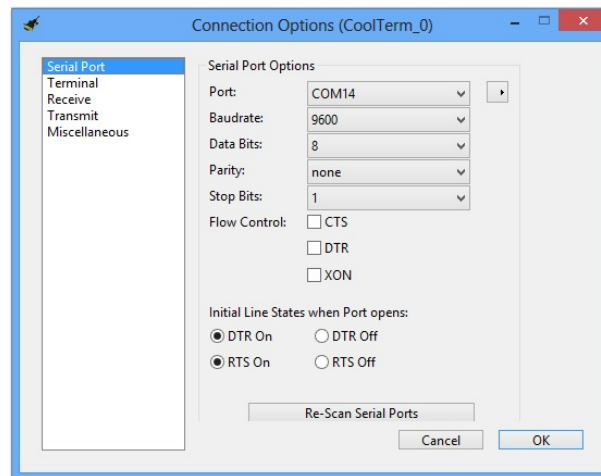 Connection Options (CoolTerm_0)
Serial Port
Terminal
Receive
Transmit
Miscellaneous
Serial Port Options
Port: COM14
Baudrate: 9600
Data Bits: 8
Parity: none
Stop Bits: 1
Flow Control: CTS
DTR
XON
Initial Line States when Port opens:
DTR On DTR Off
RTS On RTS Off
Re-Scan Serial Ports
Cancel OK